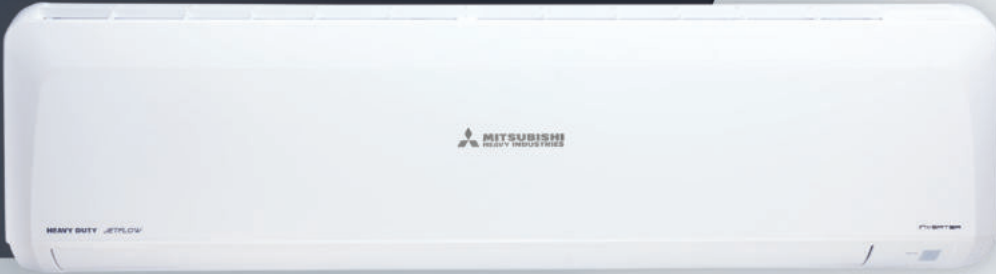 MITSUBISHI
HEAVY INDUSTRIES
HEAVY DUTY JETFLOW
INVERTER